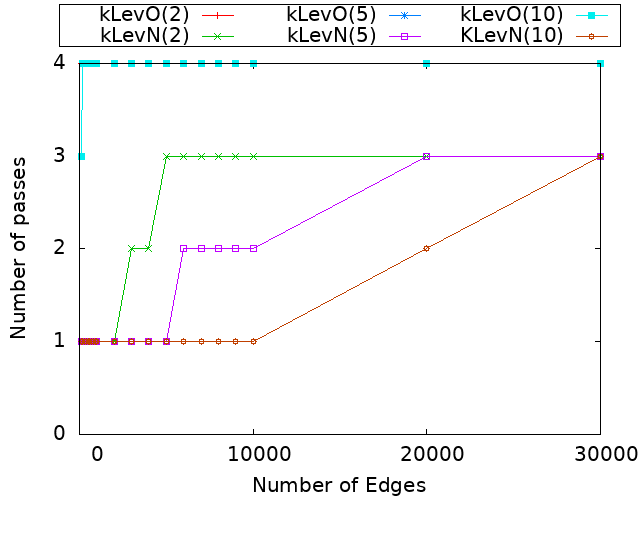 kLevO(2) kLevO(5) kLevO(10)
kLevN(2) kLevN(5) KLevN(10)
4
3
2
1
0
Number of passes
0 10000 20000 30000
Number of Edges